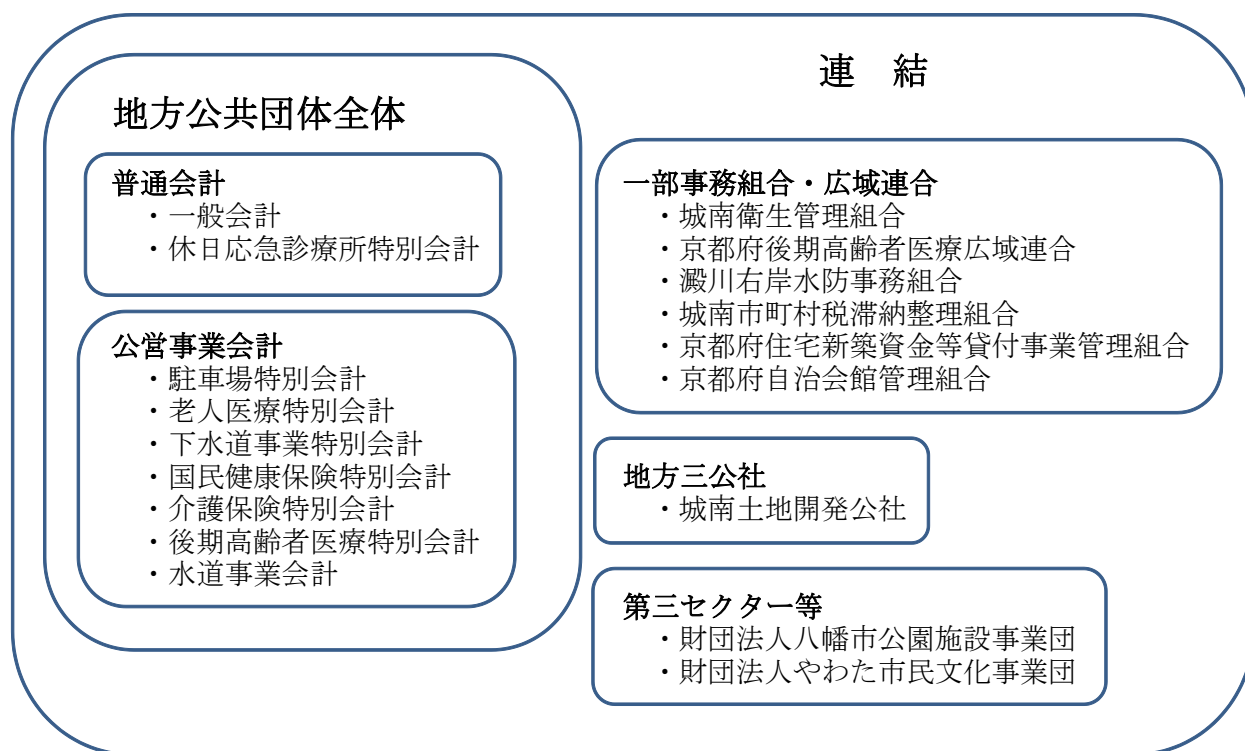 連 結
地方公共団体全体
普通会計
・一般会計
・休日応急診療所特別会計
公営事業会計
・駐車場特別会計
・老人医療特別会計
・下水道事業特別会計
・国民健康保険特別会計
・介護保険特別会計
・後期高齢者医療特別会計
・水道事業会計
一部事務組合・広域連合
・城南衛生管理組合
・京都府後期高齢者医療広域連合
・澱川右岸水防事務組合
・城南市町村税滞納整理組合
・京都府住宅新築資金等貸付事業管理組合
・京都府自治会館管理組合
地方三公社
・城南土地開発公社
第三セクター等
・財団法人八幡市公園施設事業団
・財団法人やわた市民文化事業団